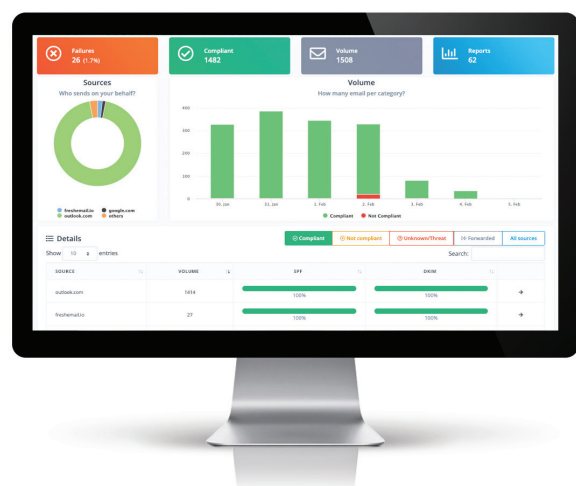 Failures
26 (1.7%)
Compliant
1482
Volume
1508
Reports
62
Sources
Who sends on your behalf?
freshemail.io
google.com
outlook.com
others
Volume
How many email per category?
400
300
200
100
0
30. Jan
31. Jan
1. Feb
2. Feb
3. Feb
4. Feb
5. Feb
Compliant
Not Compliant
Details
Compliant
Not compliant
Unknown/Threat
Forwarded
All sources
Show 10 entries
Search:
SOURCE
VOLUME
SPF
DKIM
outlook.com
1414
100%
100%
freshemail.io
27
100%
100%